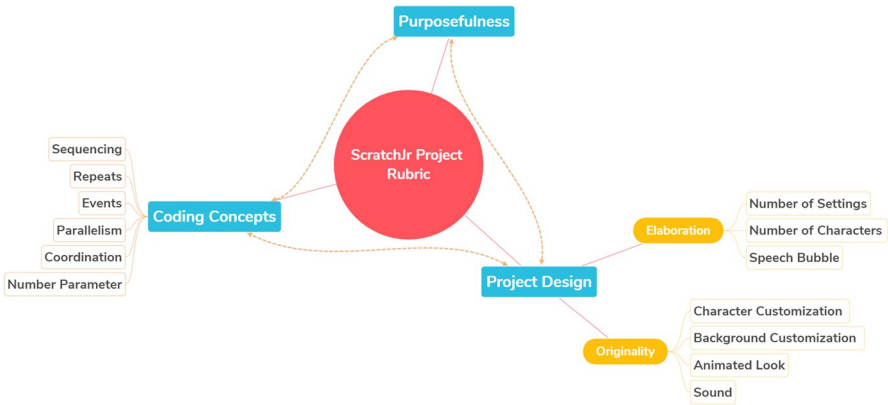 Purposefulness
ScratchJr Project
Rubric
Sequencing
Repeats
Events
Parallelism
Coordination
Number Parameter
Coding Concepts
Project Design
Elaboration
Number of Settings
Number of Characters
Speech Bubble
Originality
Character Customization
Background Customization
Animated Look
Sound